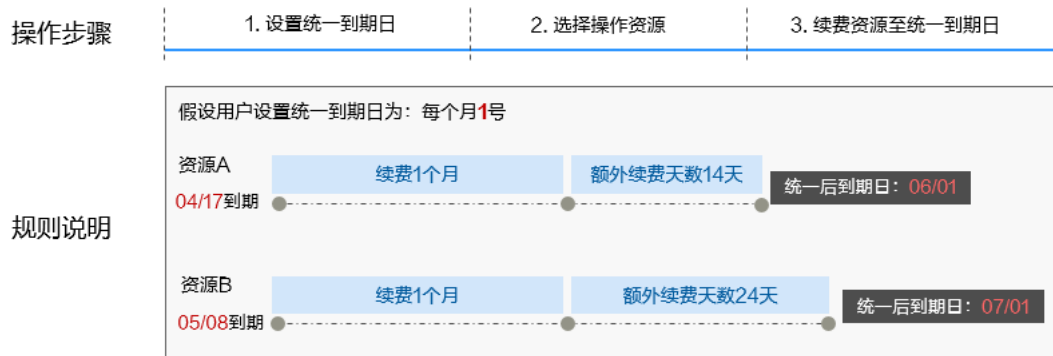 操作步骤
1. 设置统一到期日
2. 选择操作资源
3. 续费资源至统一到期日
规则说明
假设用户设置统一到期日为：每个月1号
资源A
04/17到期
续费1个月
额外续费天数14天
统一后到期日：06/01
资源B
05/08到期
续费1个月
额外续费天数24天
统一后到期日：07/01